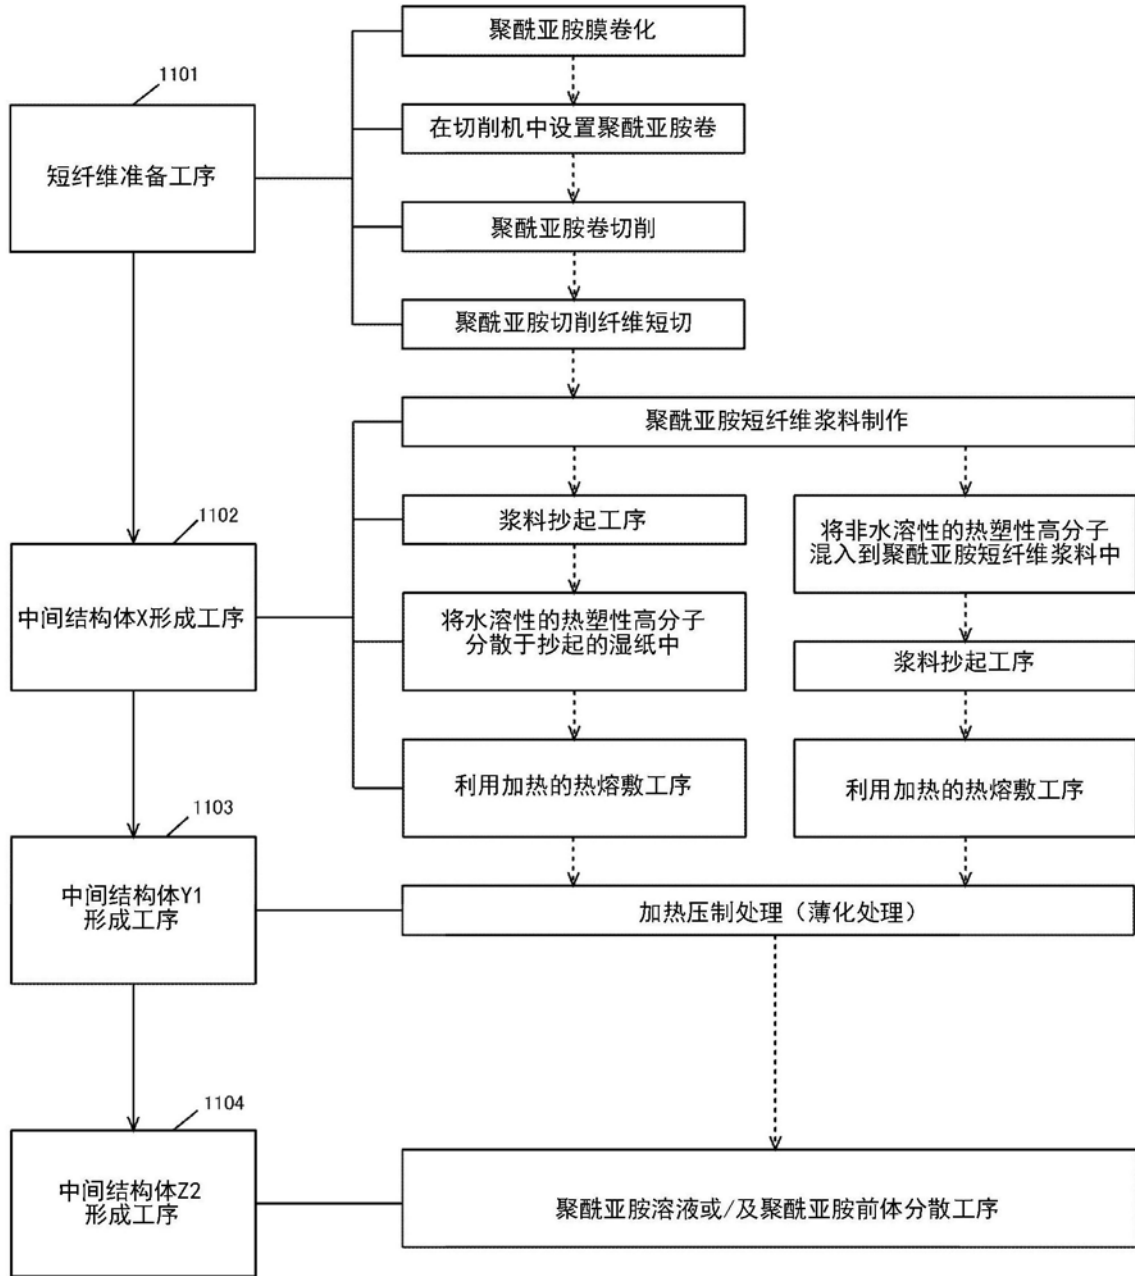 聚酰亚胺膜卷化
1101
在切削机中设置聚酰亚胺卷
短纤维准备工序
聚酰亚胺卷切削
聚酰亚胺切削纤维短切
聚酰亚胺短纤维浆料制作
1102
浆料抄起工序
将非水溶性的热塑性高分子
混入到聚酰亚胺短纤维浆料中
中间结构体X形成工序
将水溶性的热塑性高分子
分散于抄起的湿纸中
浆料抄起工序
利用加热的热熔敷工序
利用加热的热熔敷工序
1103
中间结构体Y1
形成工序
加热压制处理（薄化处理）
1104
中间结构体Z2
形成工序
聚酰亚胺溶液或/及聚酰亚胺前体分散工序